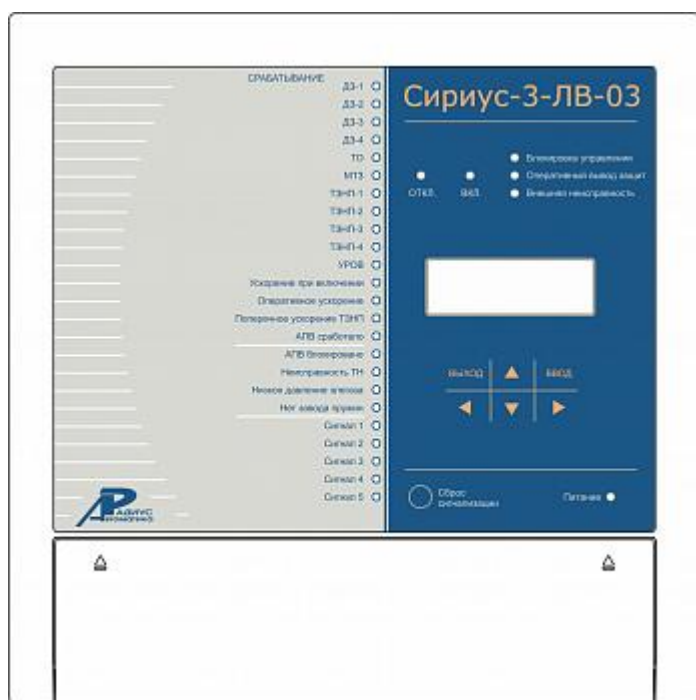 СРАБАТЫВАНИЕ
ДЗ-1
ДЗ-2
ДЗ-3
ДЗ-4
ТО
МТЗ
ТЗНП-1
ТЗНП-2
ТЗНП-3
ТЗНП-4
УРОВ
Ускорение при включении
Оперативное ускорение
Поперечное ускорение ТЗНП
АПВ сработало
АПВ блокировано
Неисправность ТН
Низкое давление элегаза
Нет завода пружин
Сигнал 1
Сигнал 2
Сигнал 3
Сигнал 4
Сигнал 5
РАДИУС
Автоматика
Сириус-3-ЛВ-03
Блокировка управления
Оперативный вывод защит
Внешняя неисправность
ОТКЛ.
ВКЛ.
ВЫХОД
ВВОД
Сброс
сигнализации
Питание